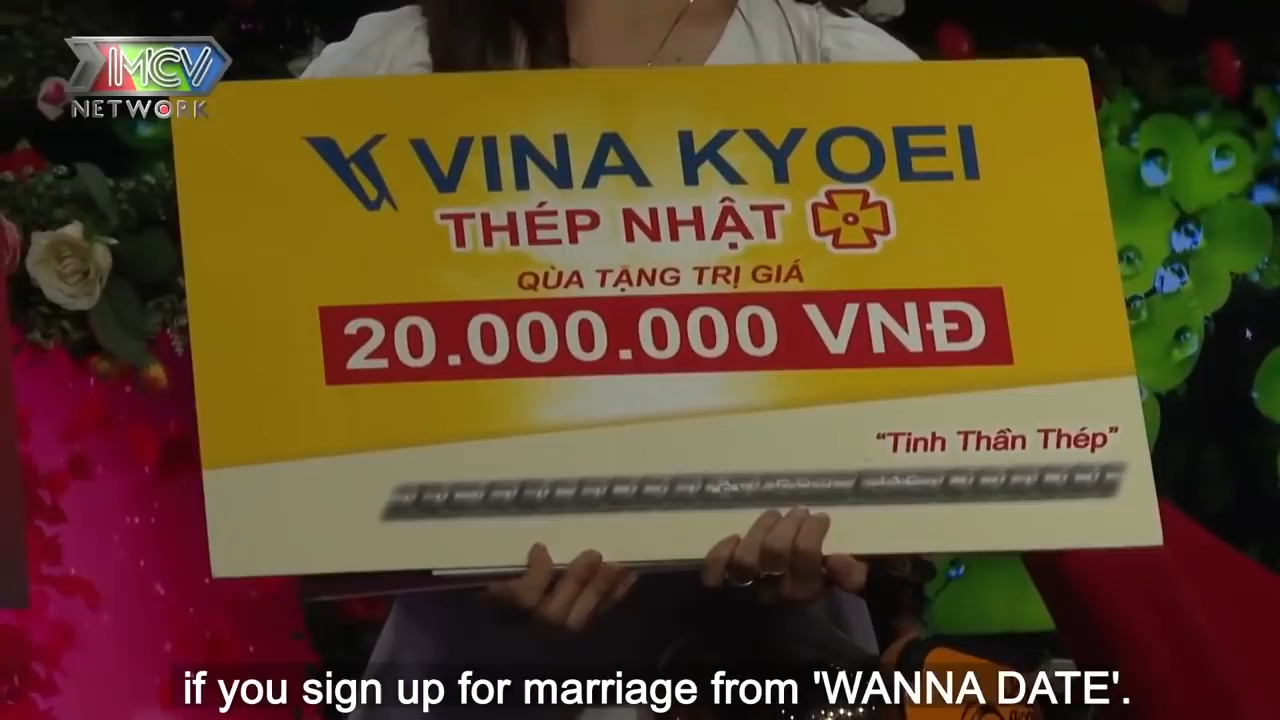 MCV
NETWORK
VINA KYOEI
THÉP NHẬT
QÙA TẶNG TRỊ GIÁ
20.000.000 VNĐ
“Tinh Thần Thép”
if you sign up for marriage from 'WANNA DATE'.